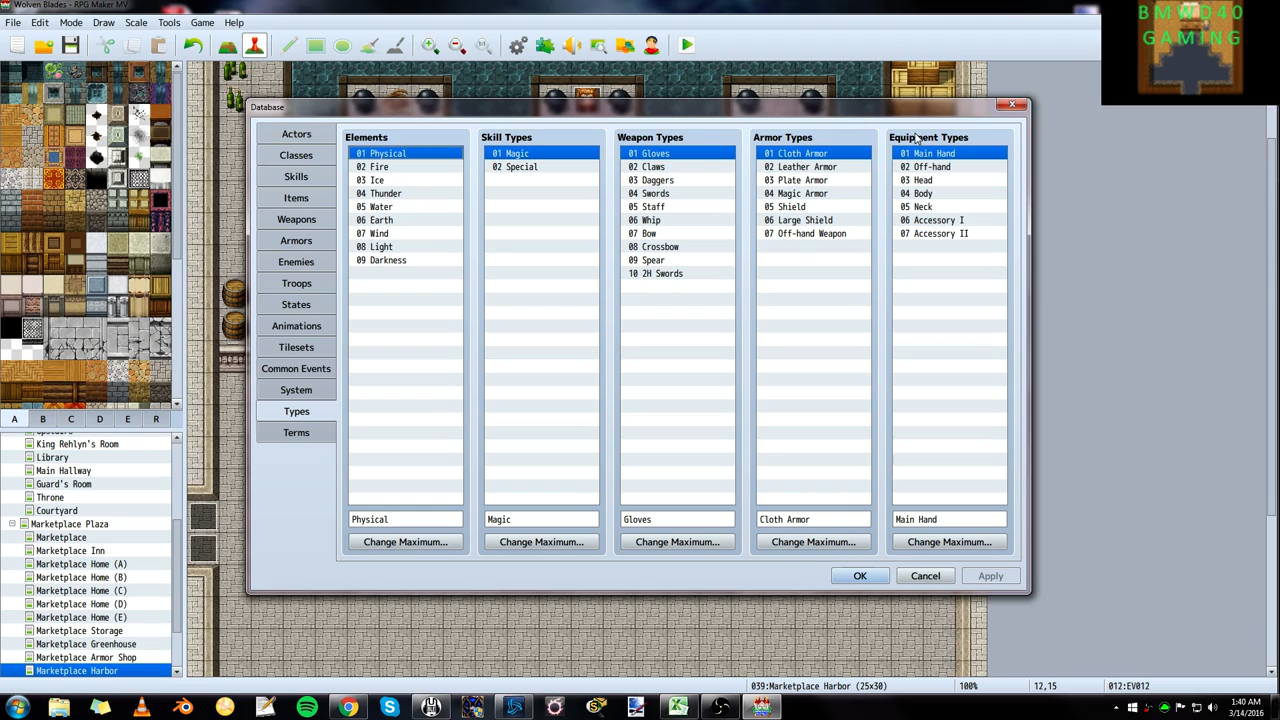 Wolven Blades - RPG Maker MV
File Edit Mode Draw Scale Tools Game Help
BMWD40
GAMING
Database
Actors
Classes
Skills
Items
Weapons
Armors
Enemies
Troops
States
Animations
Tilesets
Common Events
System
Types
Terms
Elements
01 Physical
02 Fire
03 Ice
04 Thunder
05 Water
06 Earth
07 Wind
08 Light
09 Darkness
Physical
Change Maximum...
Skill Types
01 Magic
02 Special
Magic
Change Maximum...
Weapon Types
01 Gloves
02 Claws
03 Daggers
04 Swords
05 Staff
06 Whip
07 Bow
08 Crossbow
09 Spear
10 2H Swords
Gloves
Change Maximum...
Armor Types
01 Cloth Armor
02 Leather Armor
03 Plate Armor
04 Magic Armor
05 Shield
06 Large Shield
07 Off-hand Weapon
Cloth Armor
Change Maximum...
Equipment Types
01 Main Hand
02 Off-hand
03 Head
04 Body
05 Neck
06 Accessory I
07 Accessory II
Main Hand
Change Maximum...
OK Cancel Apply
A B C D E R
King Rehlyn's Room
Library
Main Hallway
Guard's Room
Throne
Courtyard
Marketplace Plaza
Marketplace
Marketplace Inn
Marketplace Home (A)
Marketplace Home (B)
Marketplace Home (C)
Marketplace Home (D)
Marketplace Home (E)
Marketplace Storage
Marketplace Greenhouse
Marketplace Armor Shop
Marketplace Harbor
039:Marketplace Harbor (25x30) 100% 12,15 012:EV012
1:40 AM
3/14/2016